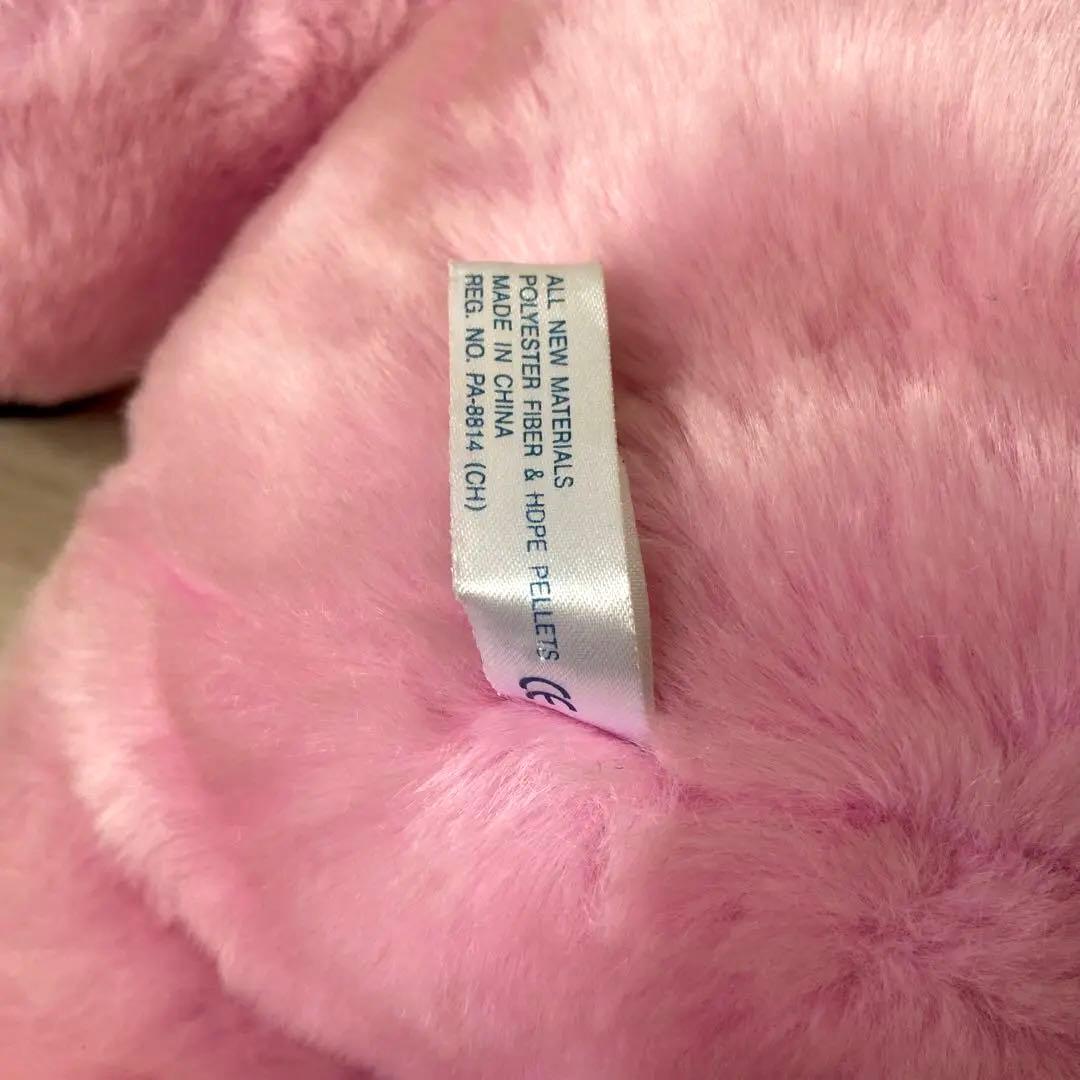 ALL NEW MATERIALS
POLYESTER FIBER & HDPE PELLETS CE
MADE IN CHINA
REG. NO. PA-8814 (CH)